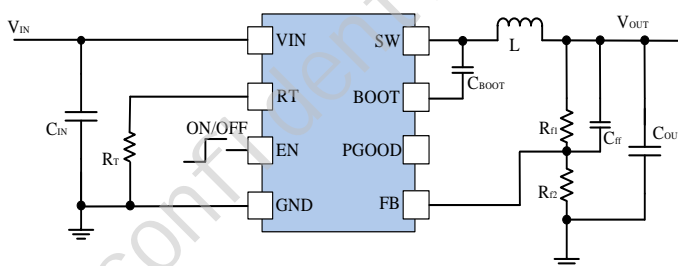 VIN
VIN
SW
VOUT
L
CBOOT
RT
BOOT
CIN
RT
ON/OFF
EN
PGOOD
Rf1
Cff
COU
GND
FB
Rf2
confident